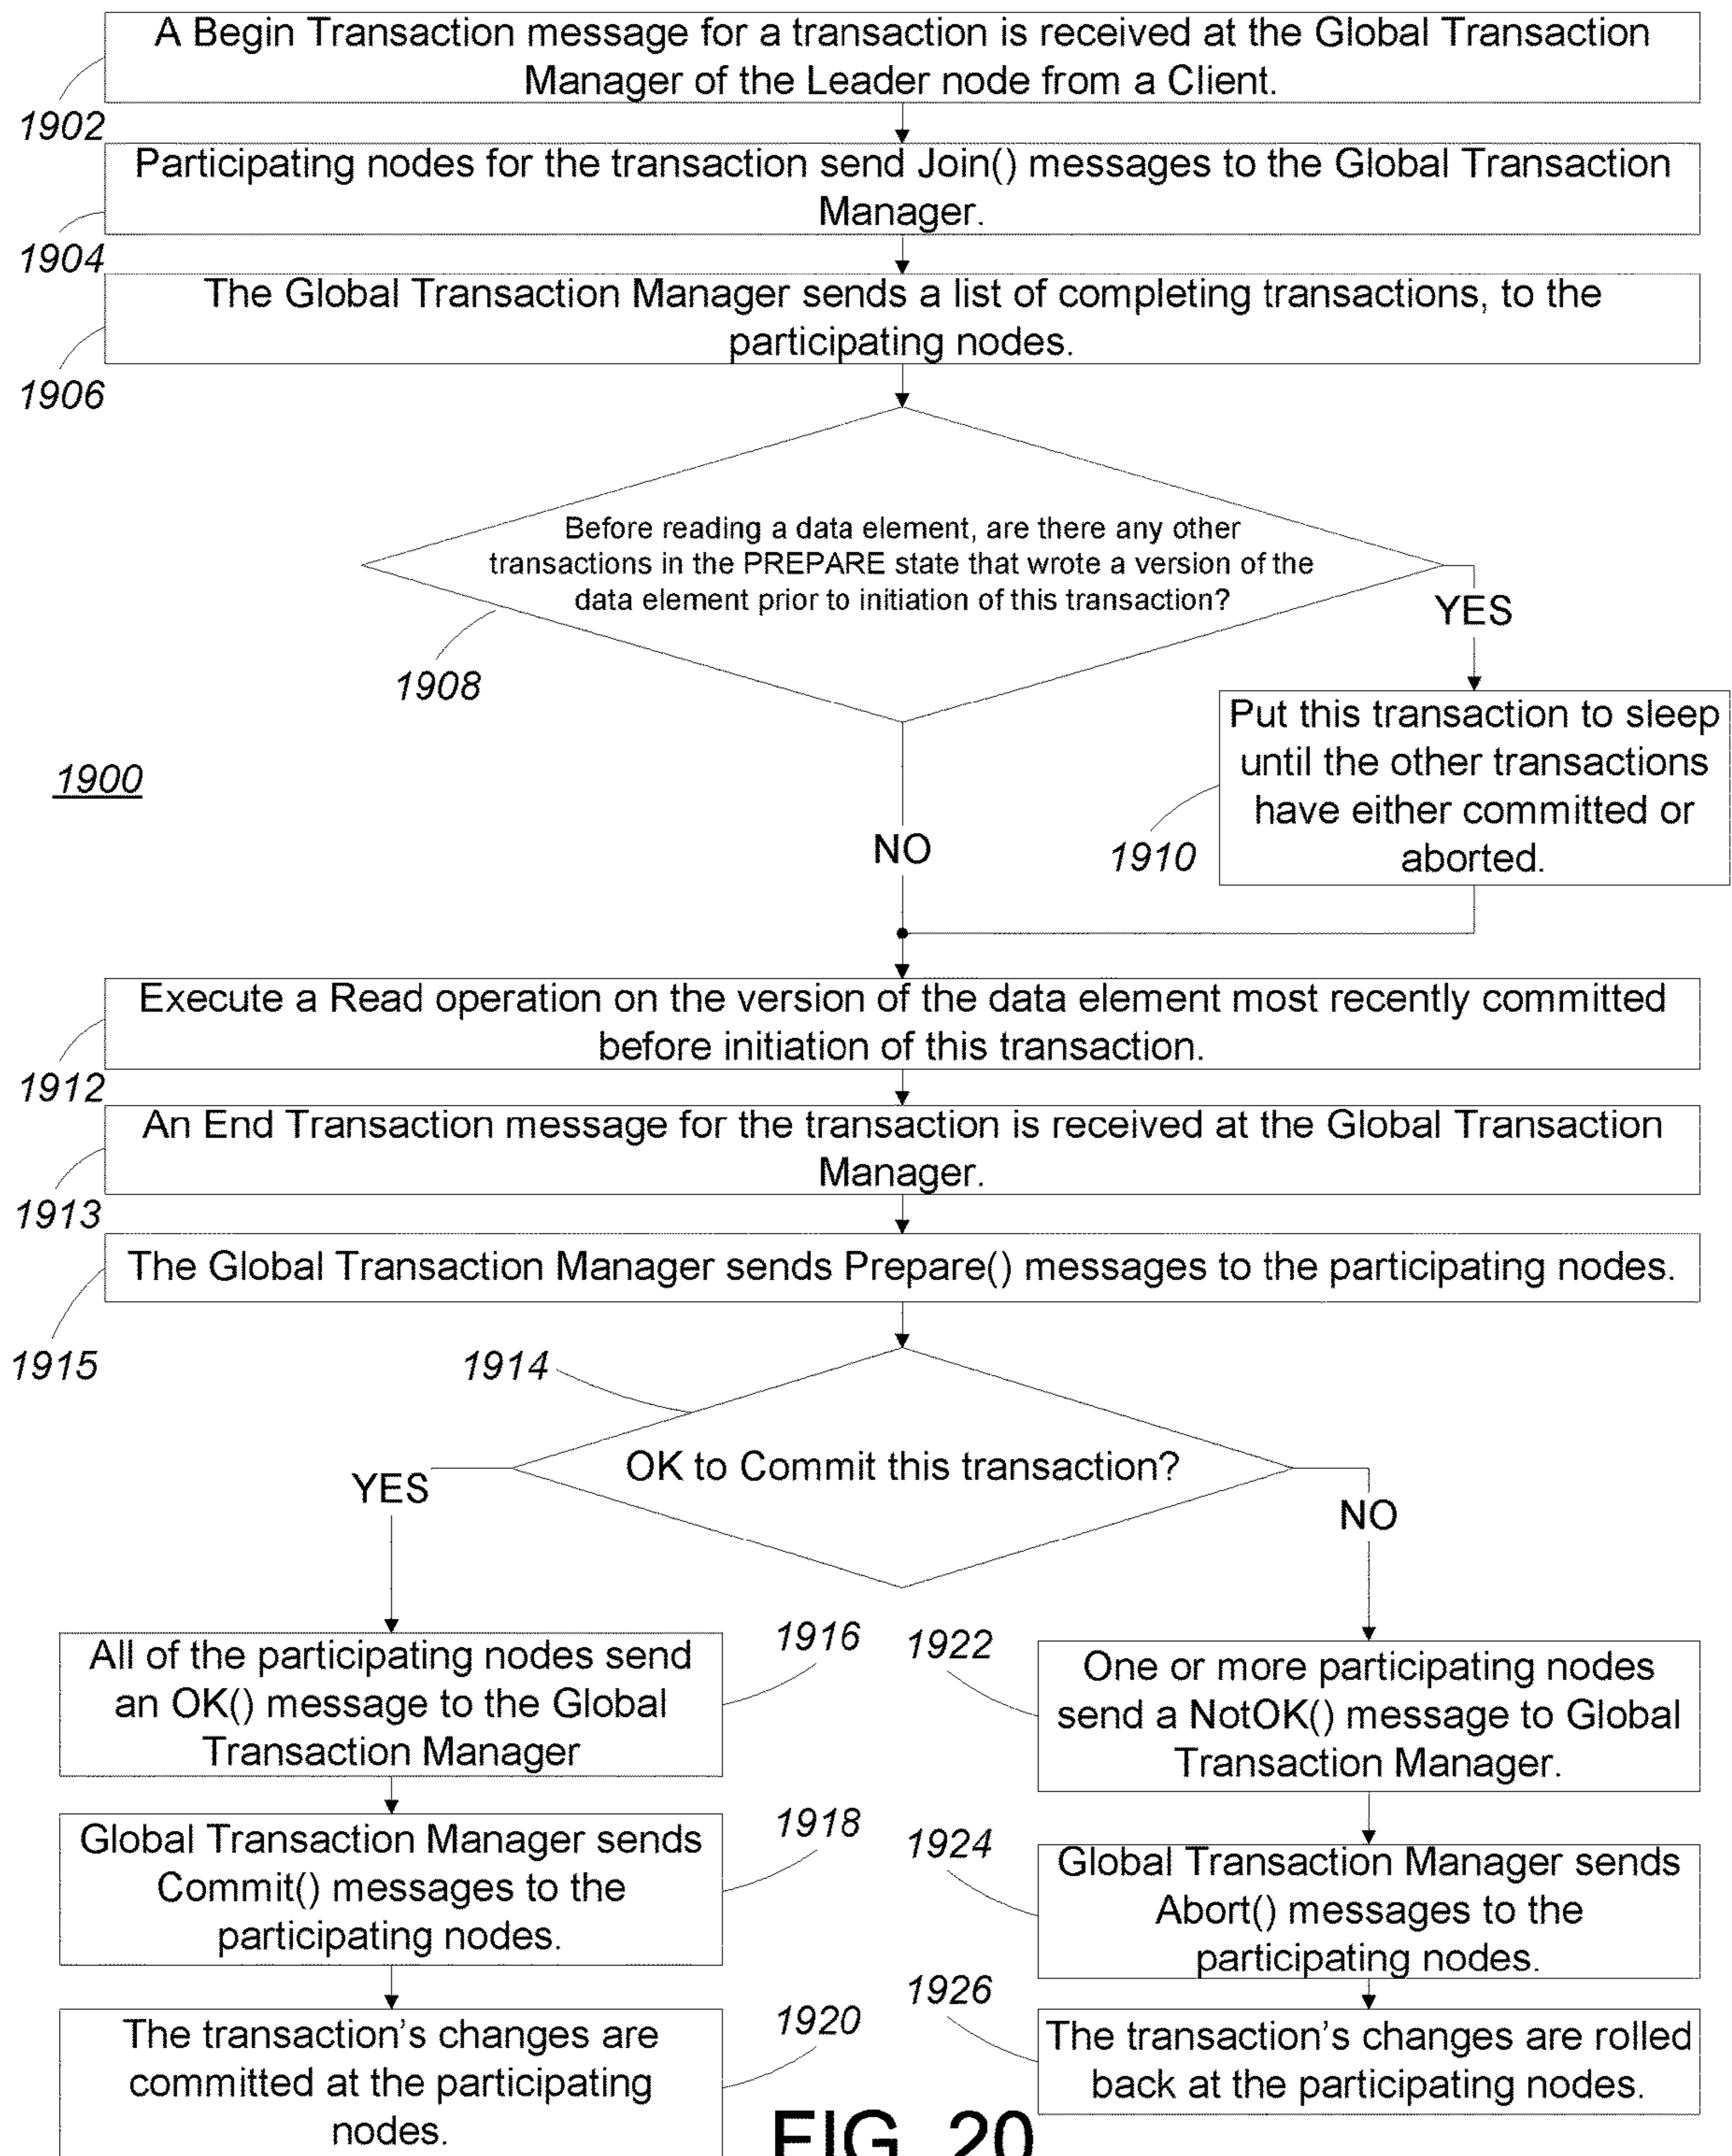 A Begin Transaction message for a transaction is received at the Global Transaction
Manager of the Leader node from a Client.
1902
Participating nodes for the transaction send Join() messages to the Global Transaction
Manager.
1904
The Global Transaction Manager sends a list of completing transactions, to the
participating nodes.
1906
Before reading a data element, are there any other
transactions in the PREPARE state that wrote a version of the
data element prior to initiation of this transaction?
YES
1908
Put this transaction to sleep
until the other transactions
have either committed or
aborted.
1900
NO
1910
Execute a Read operation on the version of the data element most recently committed
before initiation of this transaction.
1912
An End Transaction message for the transaction is received at the Global Transaction
Manager.
1913
The Global Transaction Manager sends Prepare() messages to the participating nodes.
1915
1914
OK to Commit this transaction?
YES
NO
All of the participating nodes send
an OK() message to the Global
Transaction Manager
1916
1922
One or more participating nodes
send a NotOK() message to Global
Transaction Manager.
Global Transaction Manager sends
Commit() messages to the
participating nodes.
1918
1924
Global Transaction Manager sends
Abort() messages to the
participating nodes.
The transaction's changes are
committed at the participating
nodes.
1920
1926
The transaction's changes are rolled
back at the participating nodes.
FIG. 20